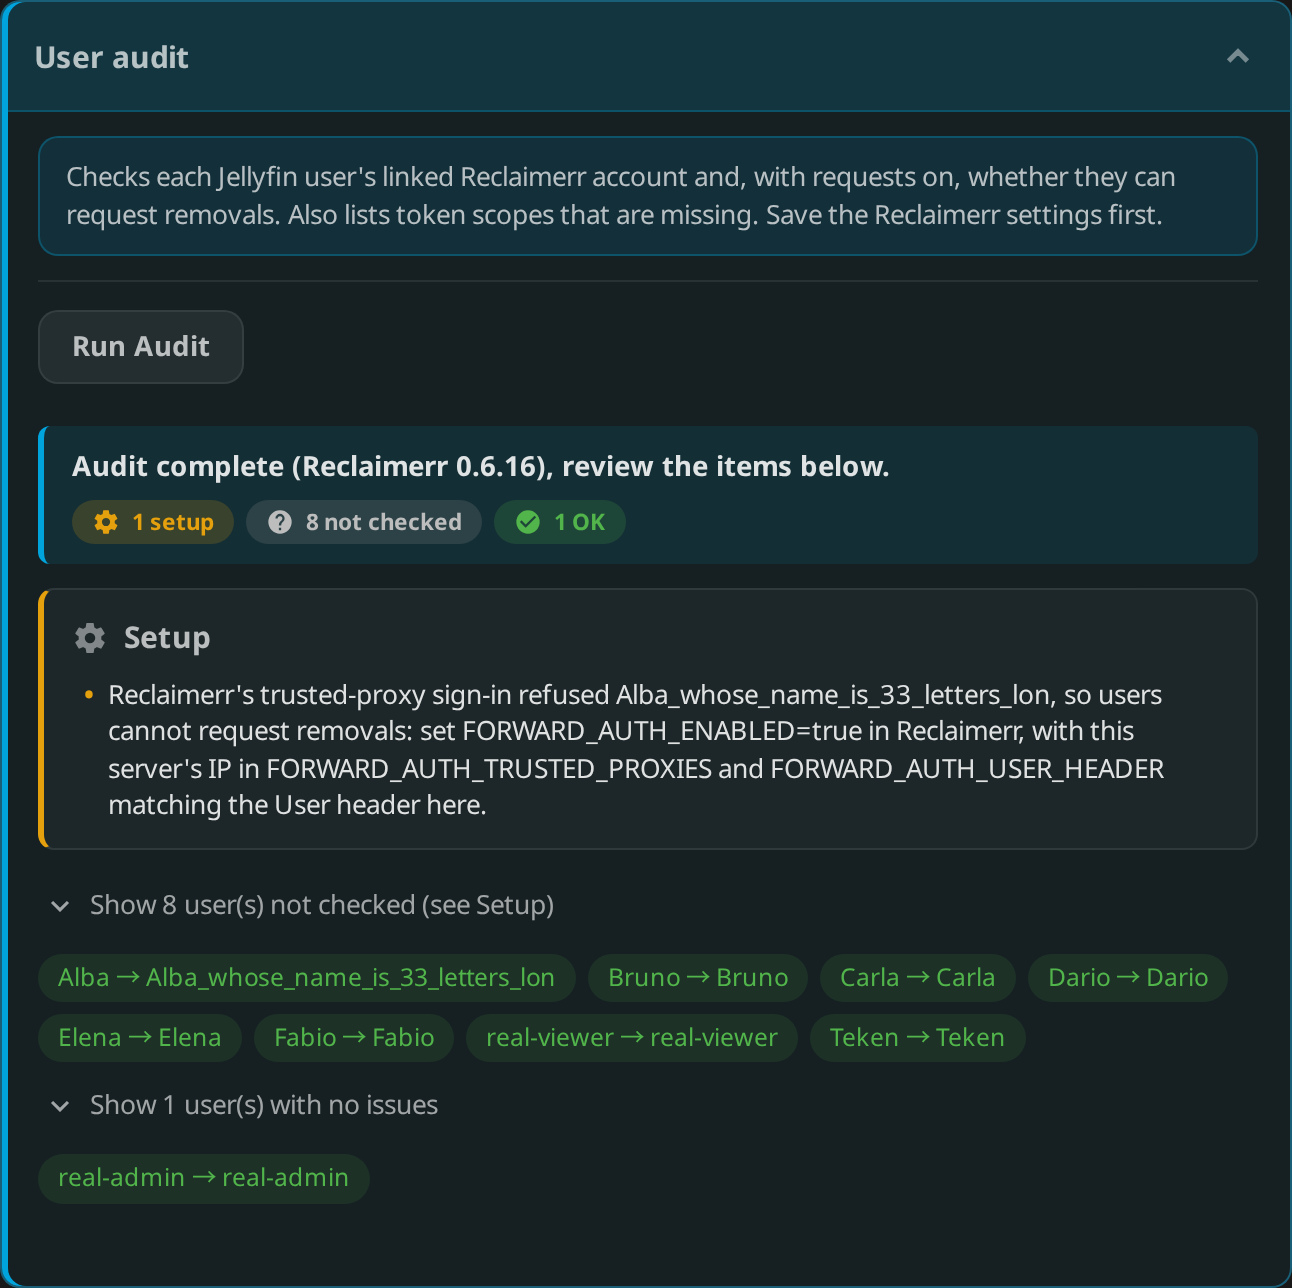 User audit
Checks each Jellyfin user's linked Reclaimerr account and, with requests on, whether they can
request removals. Also lists token scopes that are missing. Save the Reclaimerr settings first.
Run Audit
Audit complete (Reclaimerr 0.6.16), review the items below.
1 setup
8 not checked
1 OK
Setup
• Reclaimerr's trusted-proxy sign-in refused Alba_whose_name_is_33_letters_lon, so users
cannot request removals: set FORWARD_AUTH_ENABLED=true in Reclaimerr, with this
server's IP in FORWARD_AUTH_TRUSTED_PROXIES and FORWARD_AUTH_USER_HEADER
matching the User header here.
Show 8 user(s) not checked (see Setup)
Alba → Alba_whose_name_is_33_letters_lon
Bruno → Bruno
Carla → Carla
Dario → Dario
Elena → Elena
Fabio → Fabio
real-viewer → real-viewer
Teken → Teken
Show 1 user(s) with no issues
real-admin → real-admin